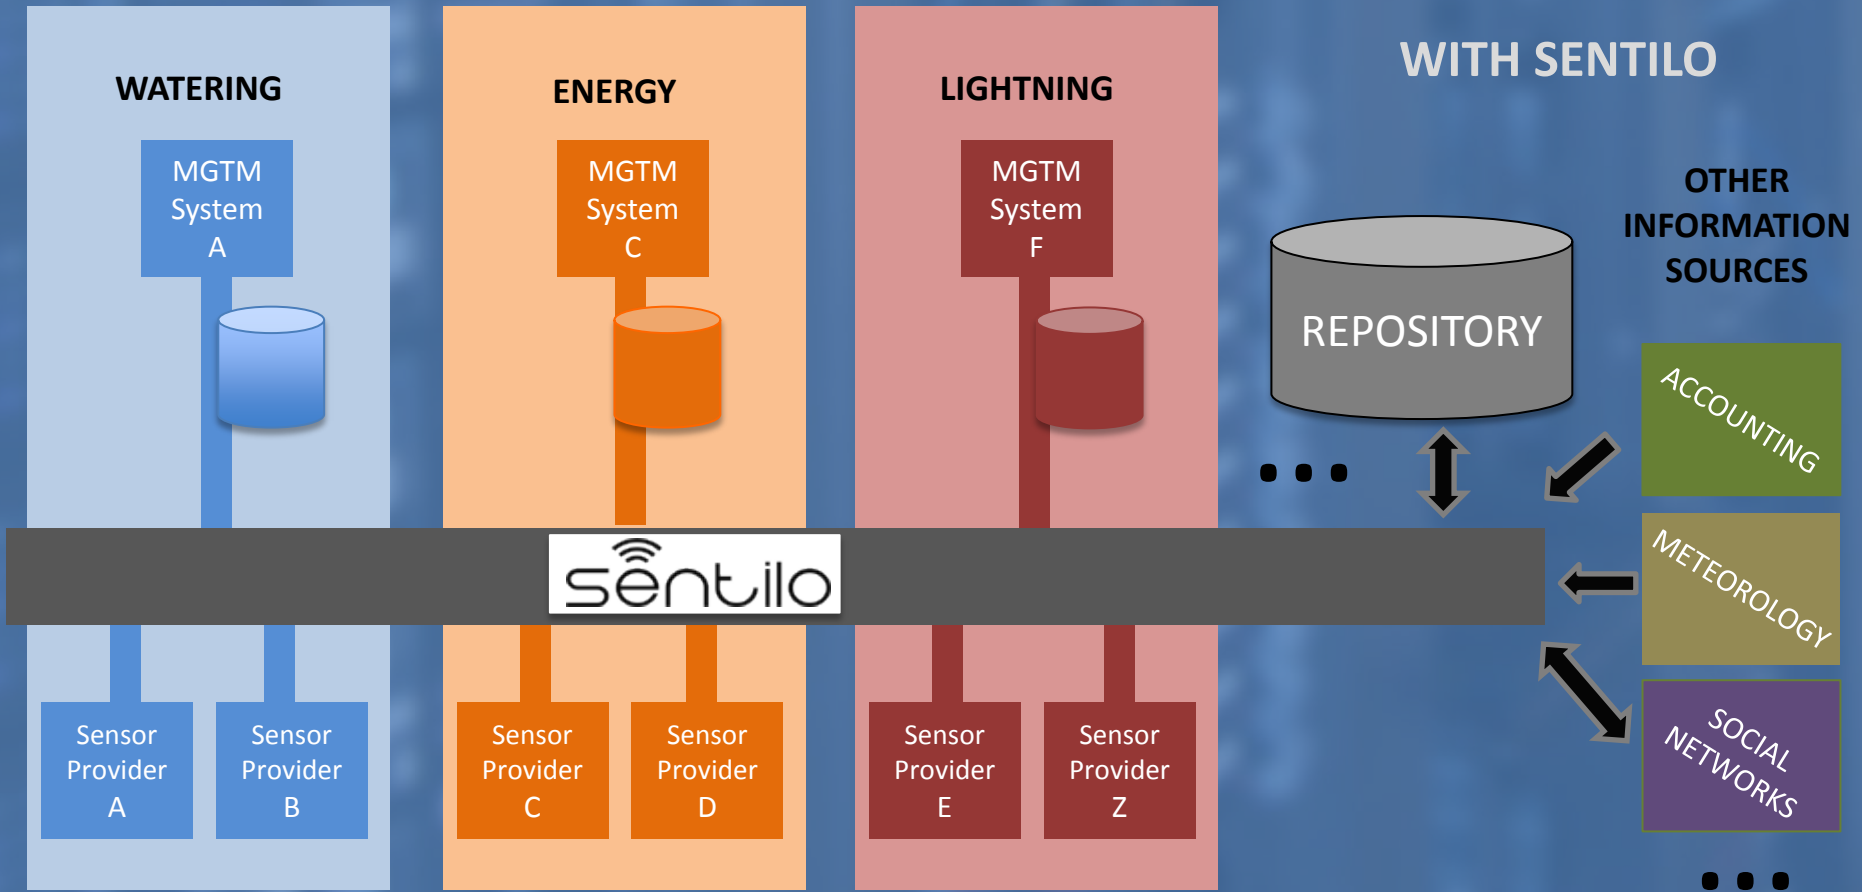 WITH SENTILO
WATERING
ENERGY
LIGHTNING
MGTM
System
A
MGTM
System
C
MGTM
System
F
OTHER
INFORMATION
SOURCES
REPOSITORY
ACCOUNTING
...
sentilo
METEOROLOGY
Sensor
Provider
A
Sensor
Provider
B
Sensor
Provider
C
Sensor
Provider
D
Sensor
Provider
E
Sensor
Provider
Z
SOCIAL
NETWORKS
...